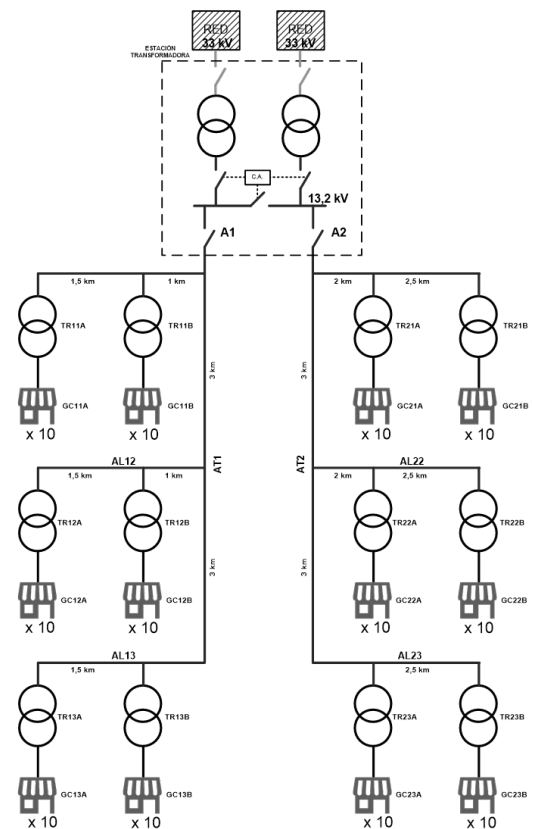 RED
33 kV
RED
33 kV
ESTACIÓN
TRANSFORMADORA
C.A.
13,2 kV
A1
A2
1,5 km
1 km
2 km
2,5 km
TR11A
TR11B
TR21A
TR21B
3 km
3 km
GC11A
GC11B
GC21A
GC21B
x 10
x 10
x 10
x 10
AT1
AT2
AL12
AL22
1,5 km
1 km
2 km
2,5 km
TR12A
TR12B
TR22A
TR22B
3 km
3 km
GC12A
GC12B
GC22A
GC22B
x 10
x 10
x 10
x 10
AL13
AL23
1,5 km
2,5 km
TR13A
TR13B
TR23A
TR23B
GC13A
GC13B
GC23A
GC23B
x 10
x 10
x 10
x 10